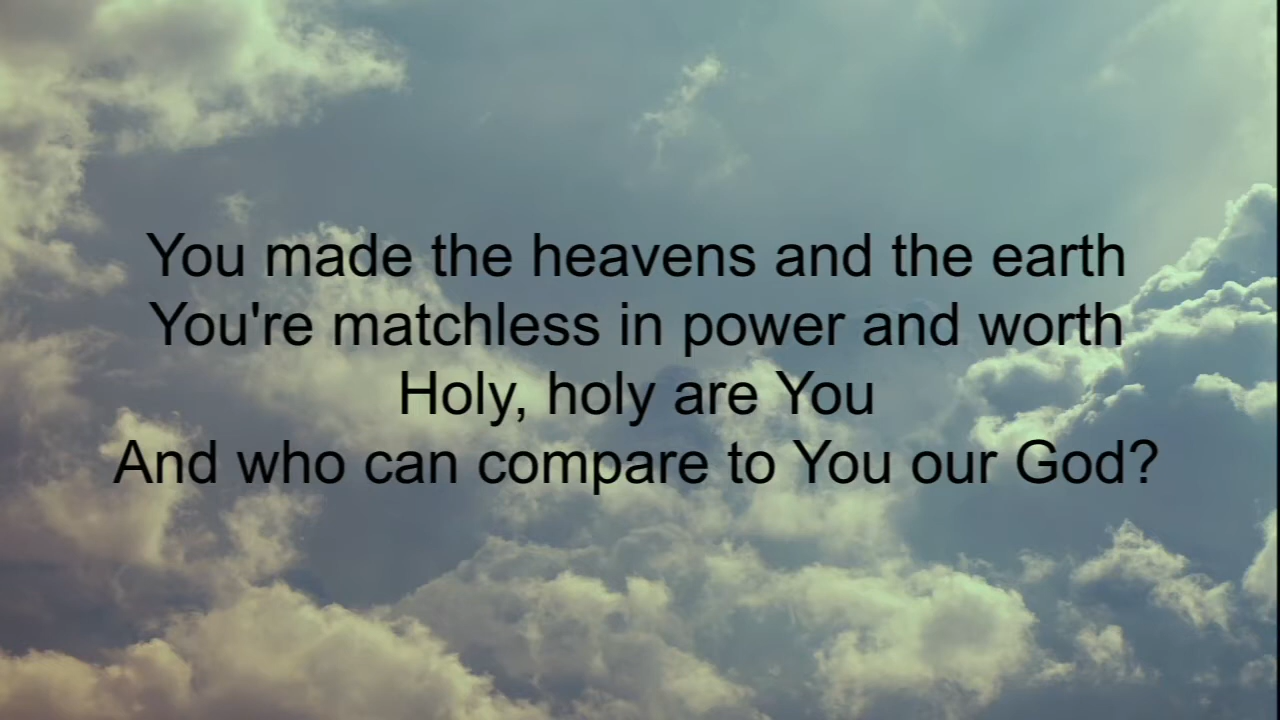 You made the heavens and the earth
You're matchless in power and worth
Holy, holy are You
And who can compare to You our God?